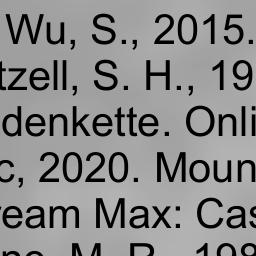 Wu, S., 2015.
tzell, S. H., 19
denkette. Onli
c, 2020. Moun
ream Max: Cas